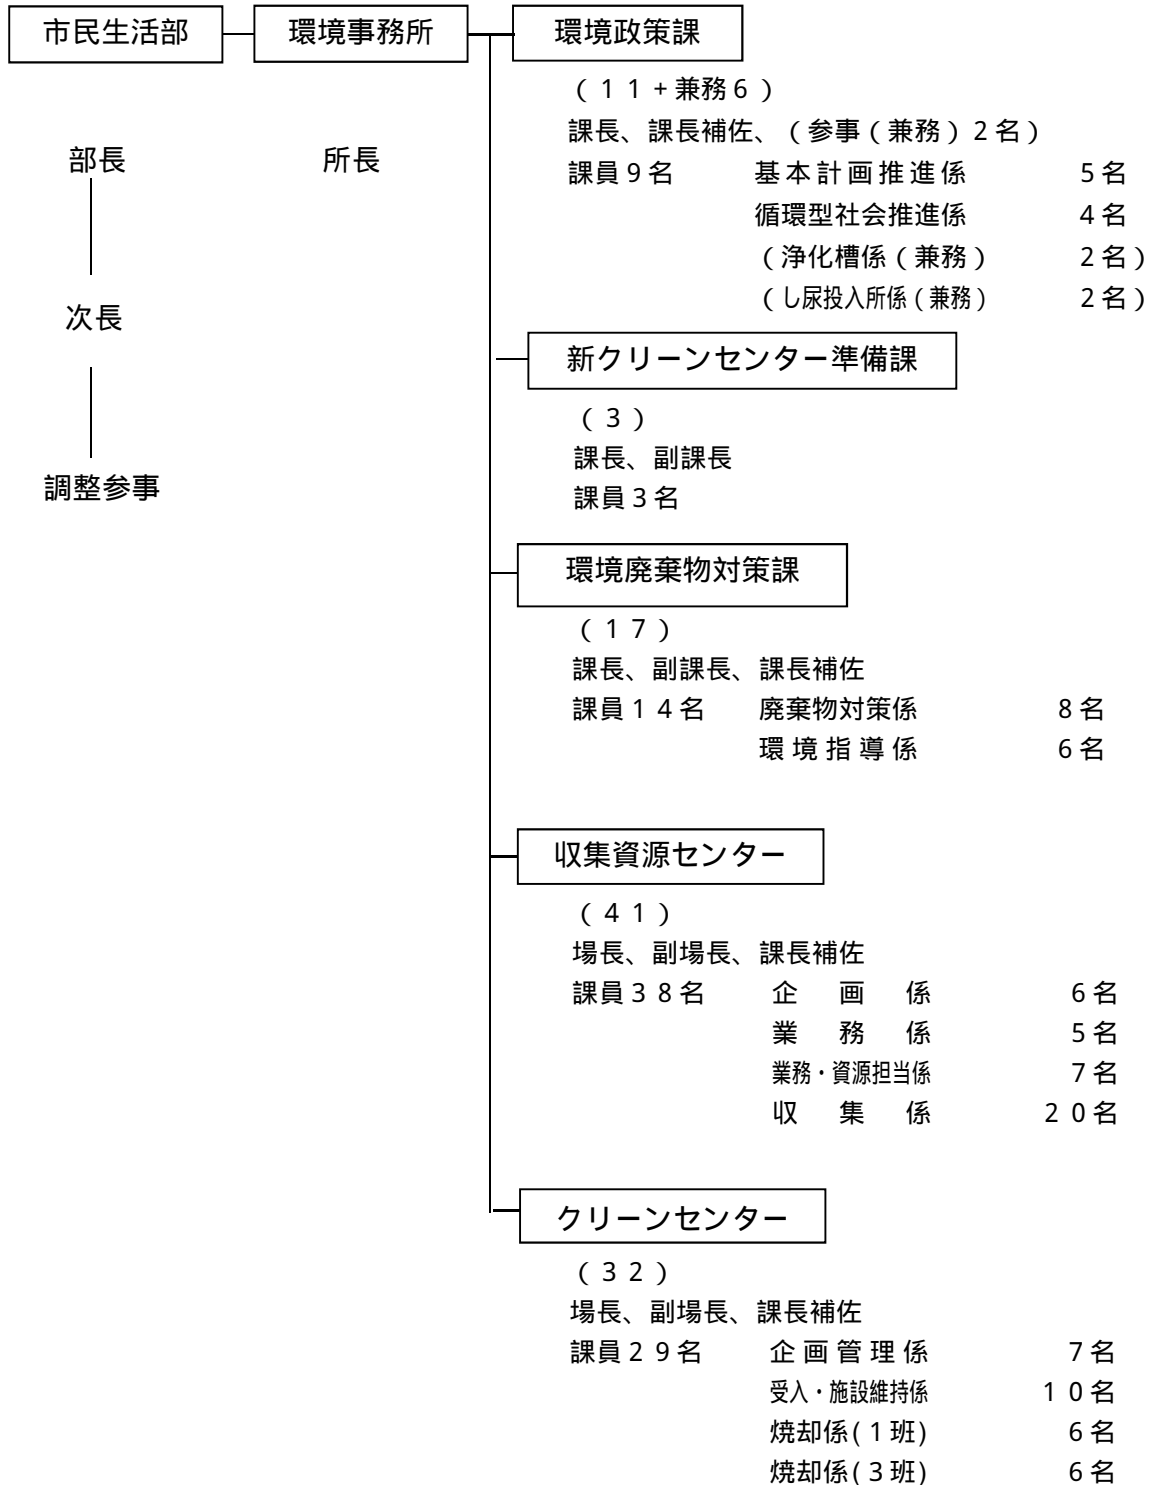 市民生活部 環境事務所 環境政策課
(11+兼務6)
課長、課長補佐、(参事(兼務)2名)
部長 所長
課員9名 基本計画推進係 5名
循環型社会推進係 4名
(浄化槽係(兼務) 2名)
(し尿投入所係(兼務) 2名)
次長
新クリーンセンター準備課
(3)
課長、副課長
調整参事
課員3名
環境廃棄物対策課
(17)
課長、副課長、課長補佐
課員14名 廃棄物対策係 8名
環境指導係 6名
収集資源センター
(41)
場長、副場長、課長補佐
課員38名 企画係 6名
業務係 5名
業務・資源担当係 7名
収集係 20名
クリーンセンター
(32)
場長、副場長、課長補佐
課員29名 企画管理係 7名
受入・施設維持係 10名
焼却係(1班) 6名
焼却係(3班) 6名